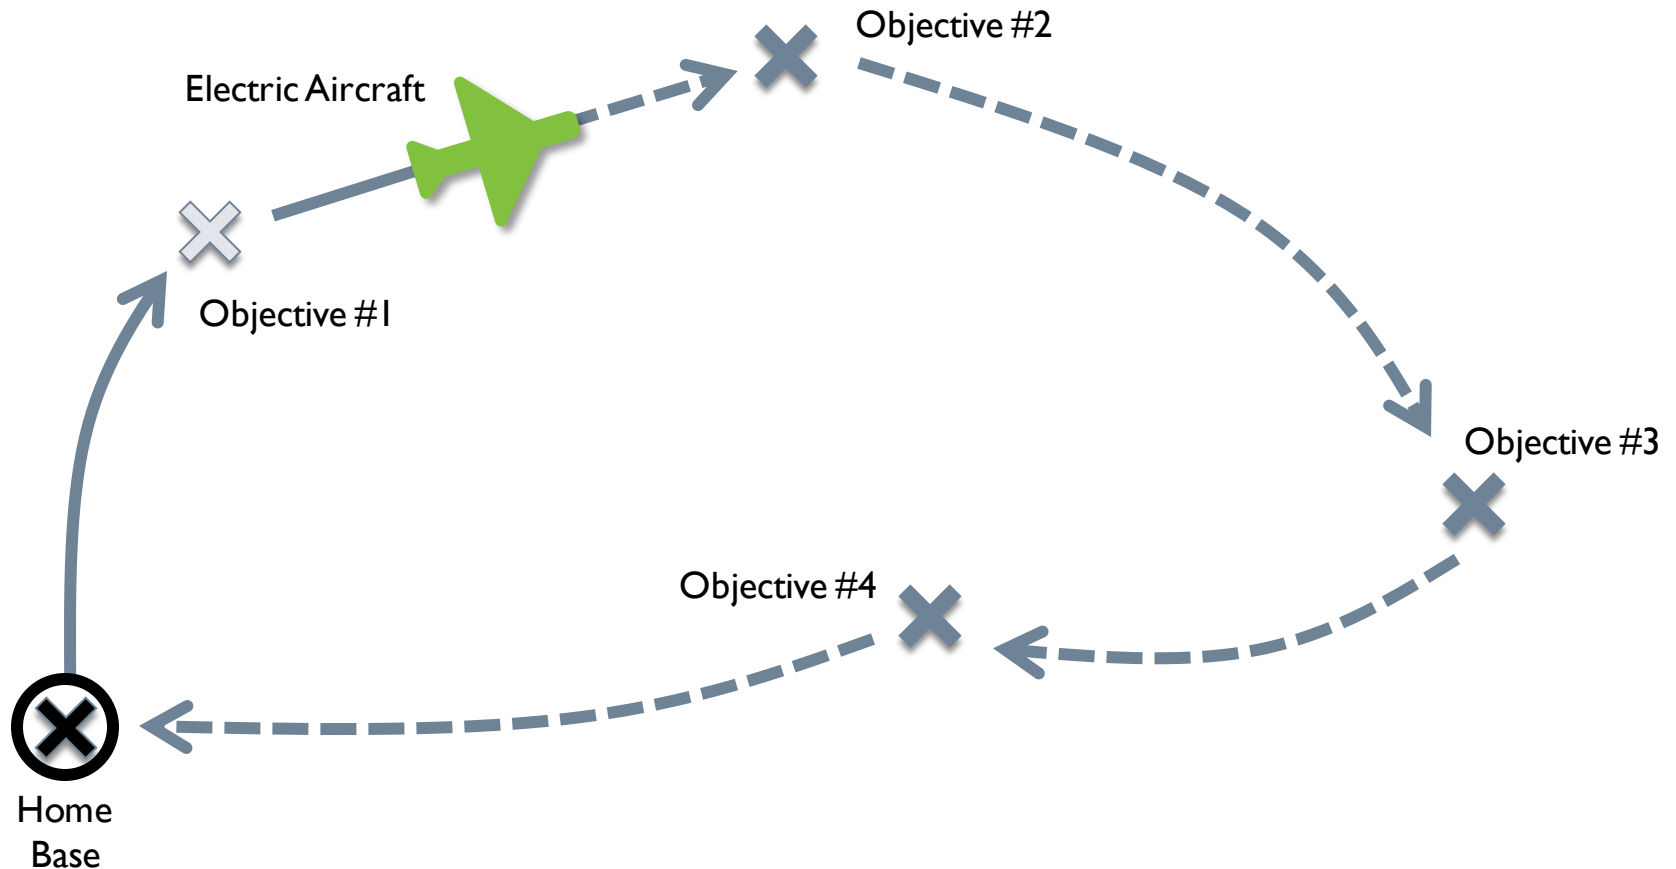 Objective #2
Electric Aircraft
Objective #1
Objective #3
Objective #4
Home
Base